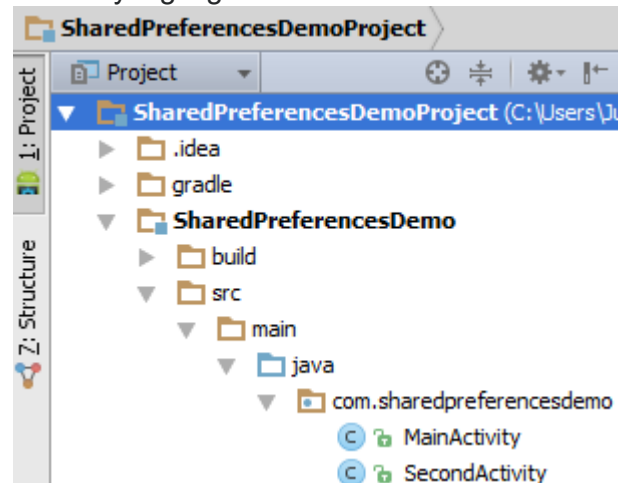 SharedPreferencesDemoProject
Project
1: Project
SharedPreferencesDemoProject (C:\Users\Ju
.idea
gradle
SharedPreferencesDemo
build
Z: Structure
src
main
java
com.sharedpreferencesdemo
MainActivity
SecondActivity